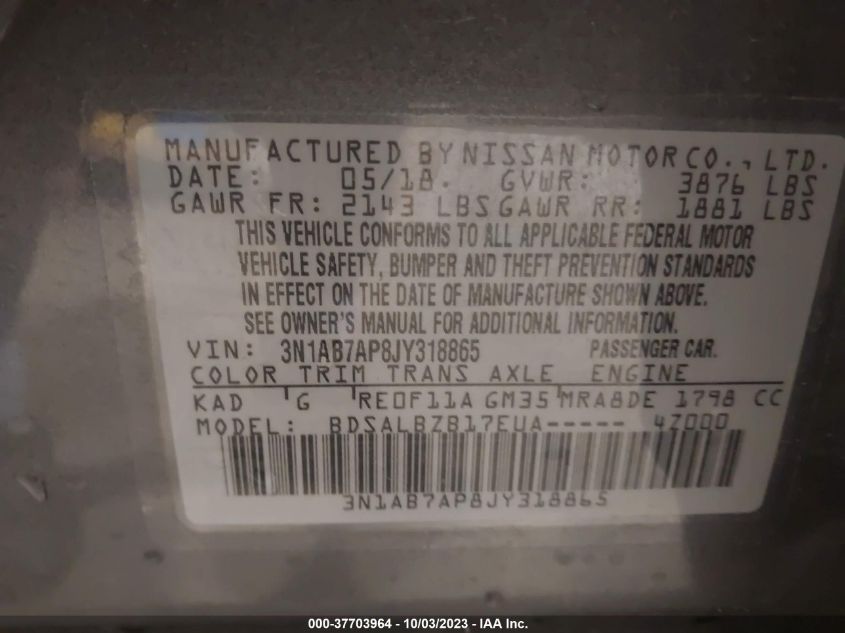 MANUFACTURED BY NISSAN MOTOR CO., LTD.
DATE: 05/18. GVWR: 3876 LBS
GAWR FR: 2143 LBS GAWR RR: 1881 LBS
THIS VEHICLE CONFORMS TO ALL APPLICABLE FEDERAL MOTOR
VEHICLE SAFETY, BUMPER AND THEFT PREVENTION STANDARDS
IN EFFECT ON THE DATE OF MANUFACTURE SHOWN ABOVE.
SEE OWNER'S MANUAL FOR ADDITIONAL INFORMATION.
VIN: 3N1AB7AP8JY318865 PASSENGER CAR.
COLOR TRIM TRANS AXLE ENGINE
KAD G RE0F11A GM35 MRA8DE 1798 CC
MODEL: BDSALBZB17EUA----- 4Z000
3N1AB7AP8JY318865
000-37703964 - 10/03/2023 - IAA Inc.